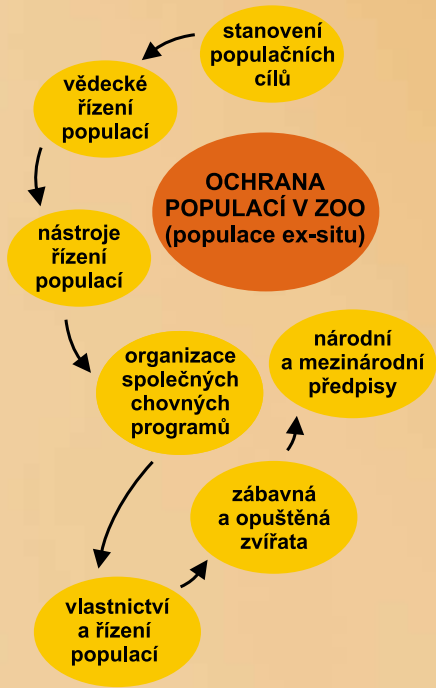 stanovení
populačních
cílů
vědecké
řízení
populací
OCHRANA
POPULACÍ V ZOO
(populace ex-situ)
nástroje
řízení
populací
organizace
společných
chovných
programů
národní
a mezinárodní
předpisy
zábavná
a opuštěná
zvířata
vlastnictví
a řízení
populací